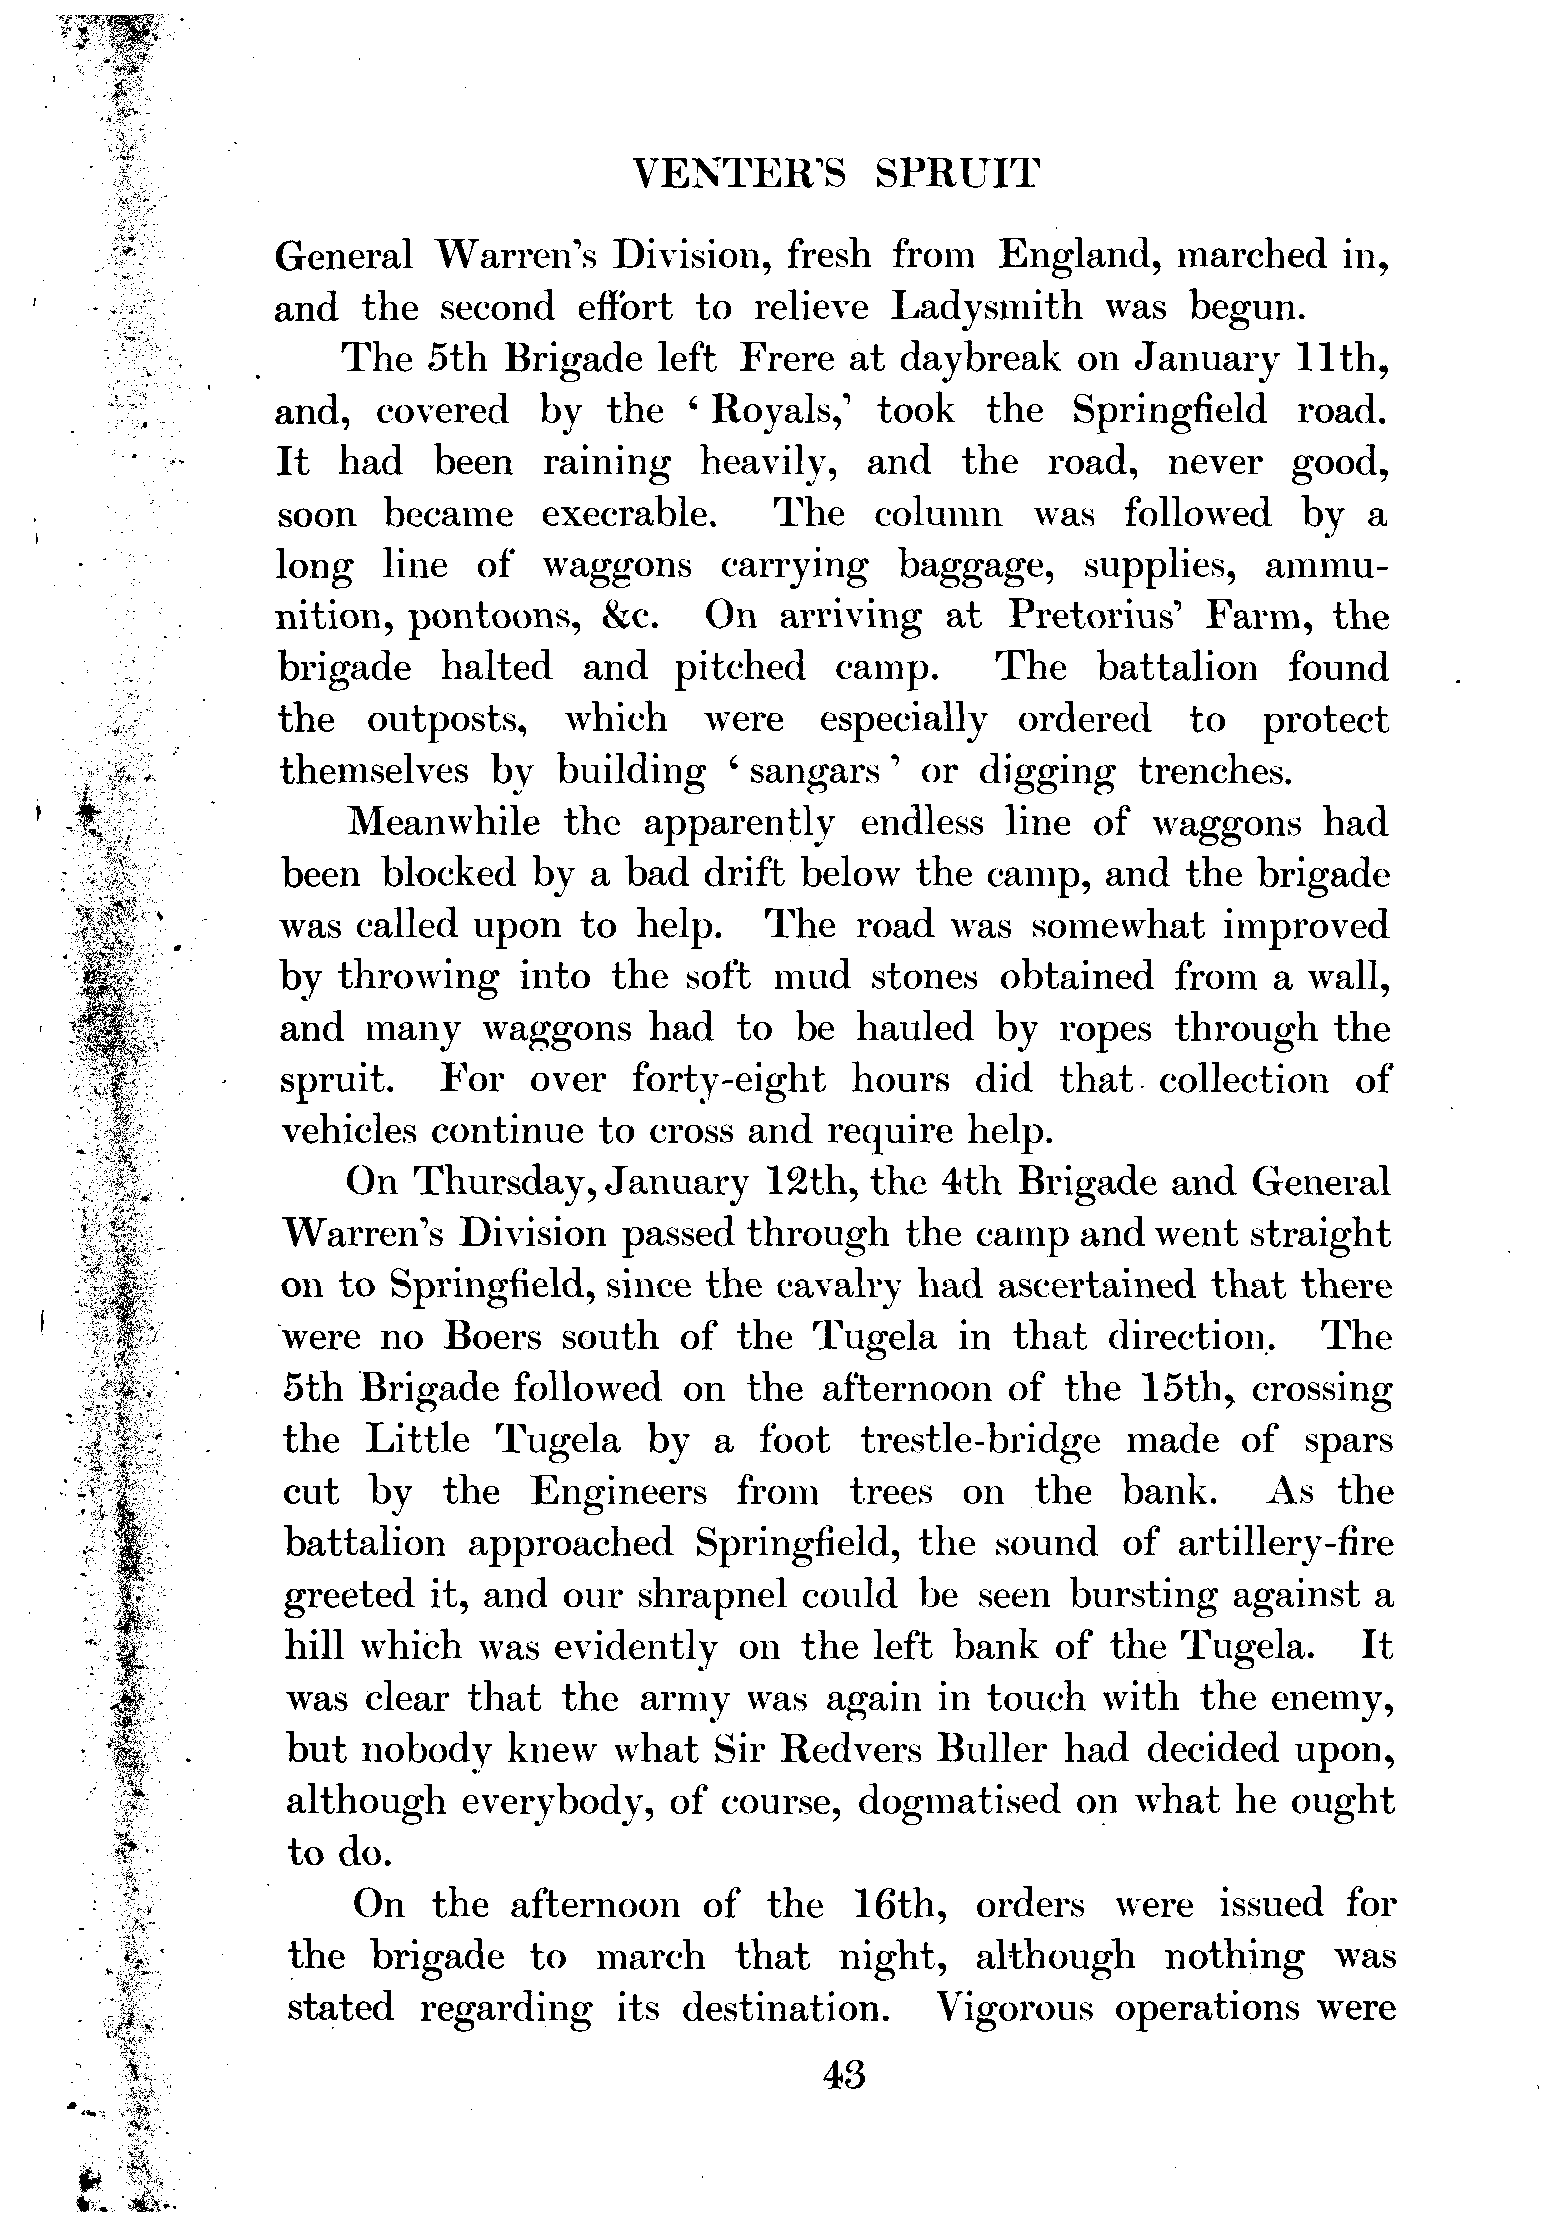 VENTER'S SPRUIT
General Warren's Division, fresh from England, marched in,
and the second effort to relieve Ladysmith was begun.
The 5th Brigade left Frere at daybreak on January 11th,
and, covered by the ‘ Royals,’ took the Springfield road.
It had been raining heavily, and the road, never good,
soon became execrable. The column was followed by a
long line of waggons carrying baggage, supplies, ammu-
nition, pontoons, &c. On arriving at Pretorius’ Farm, the
brigade halted and pitched camp. The battalion found
the outposts, which were especially ordered to protect
themselves by building ‘ sangars ’ or digging trenches.
Meanwhile the apparently endless line of waggons had
been blocked by a bad drift below the camp, and the brigade
was called upon to help. The road was somewhat improved
by throwing into the soft mud stones obtained from a wall,
and many waggons had to be hauled by ropes through the
spruit. For over forty-eight hours did that collection of
vehicles continue to cross and require help.
On Thursday, January 12th, the 4th Brigade and General
Warren's Division passed through the camp and went straight
on to Springfield, since the cavalry had ascertained that there
were no Boers south of the Tugela in that direction. The
5th Brigade followed on the afternoon of the 15th, crossing
the Little Tugela by a foot trestle-bridge made of spars
cut by the Engineers from trees on the bank. As the
battalion approached Springfield, the sound of artillery-fire
greeted it, and our shrapnel could be seen bursting against a
hill which was evidently on the left bank of the Tugela. It
was clear that the army was again in touch with the enemy,
but nobody knew what Sir Redvers Buller had decided upon,
although everybody, of course, dogmatised on what he ought
to do.
On the afternoon of the 16th, orders were issued for
the brigade to march that night, although nothing was
stated regarding its destination. Vigorous operations were
43